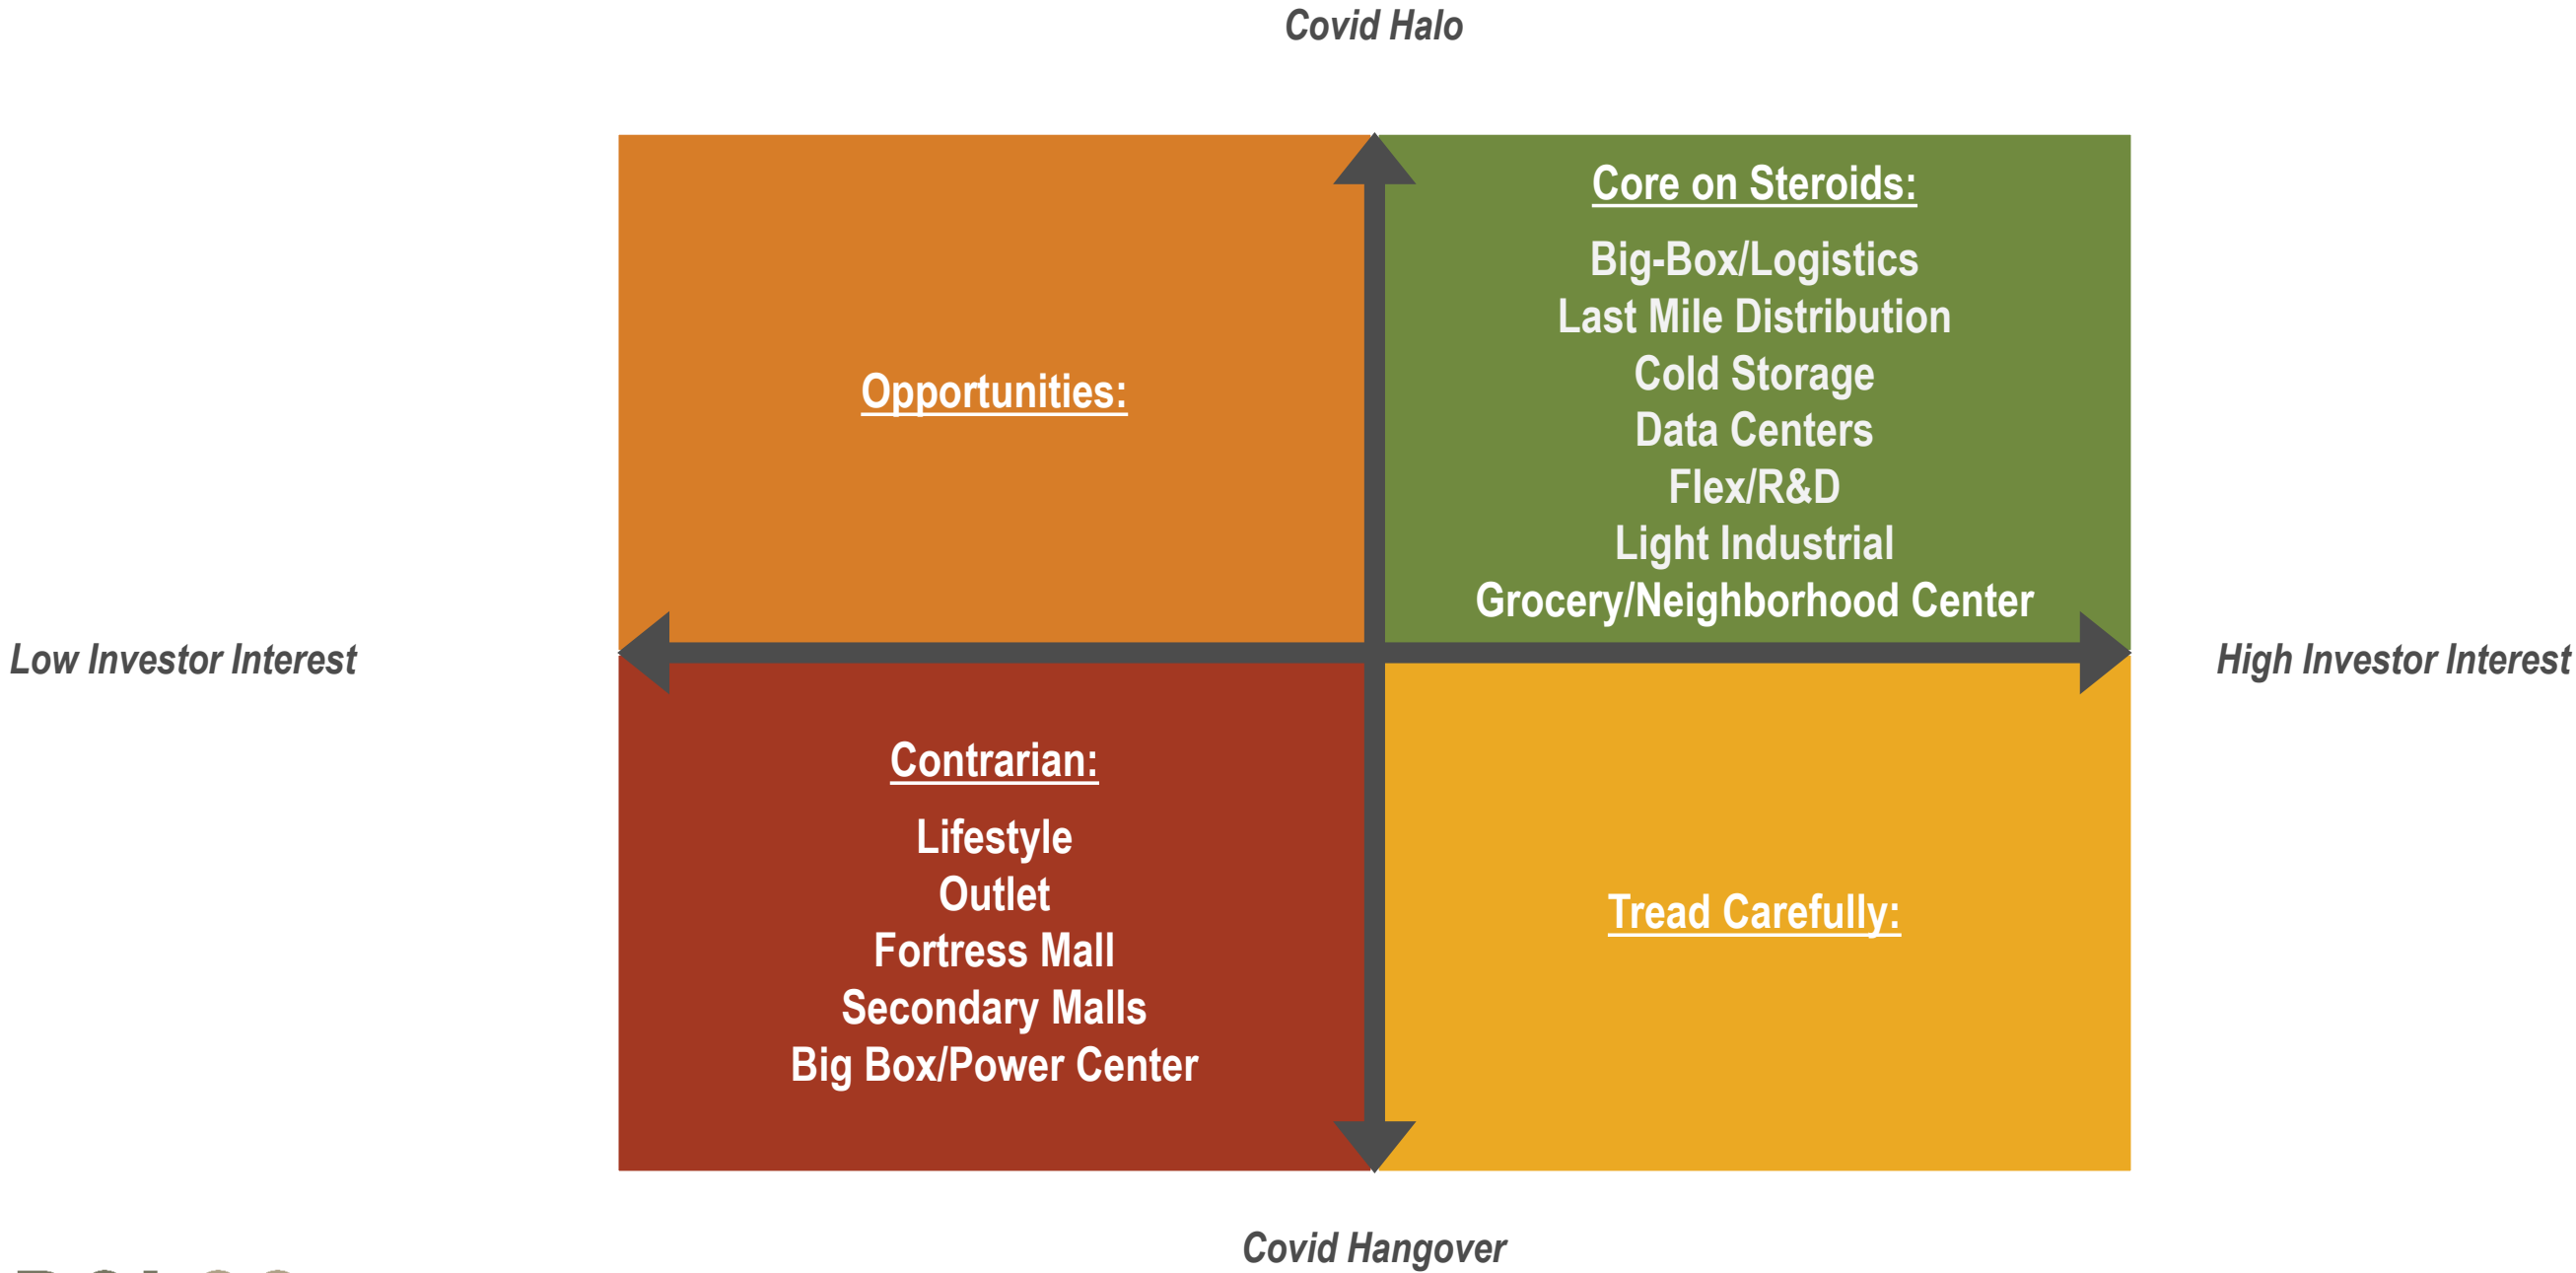 Covid Halo
Core on Steroids:
Big-Box/Logistics
Last Mile Distribution
Cold Storage
Data Centers
Flex/R&D
Light Industrial
Grocery/Neighborhood Center
Opportunities:
Low Investor Interest
High Investor Interest
Contrarian:
Lifestyle
Outlet
Fortress Mall
Secondary Malls
Big Box/Power Center
Tread Carefully:
Covid Hangover